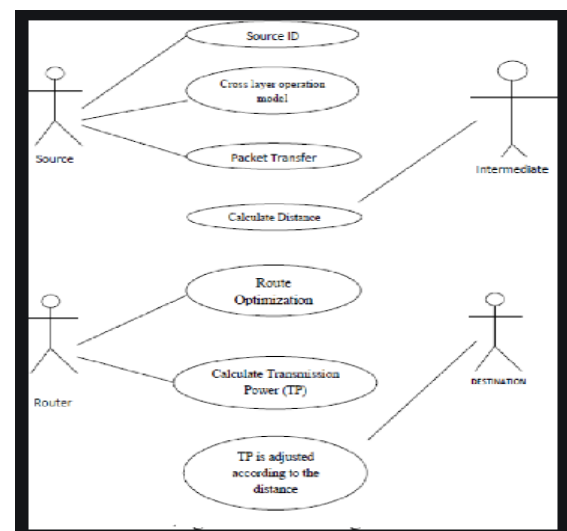 Source ID
Cross layer operation
model
Source
Packet Transfer
Intermediate
Calculate Distance
Route
Optimization
Calculate Transmission
Power (TP)
DESTINATION
Router
TP is adjusted
according to the
distance